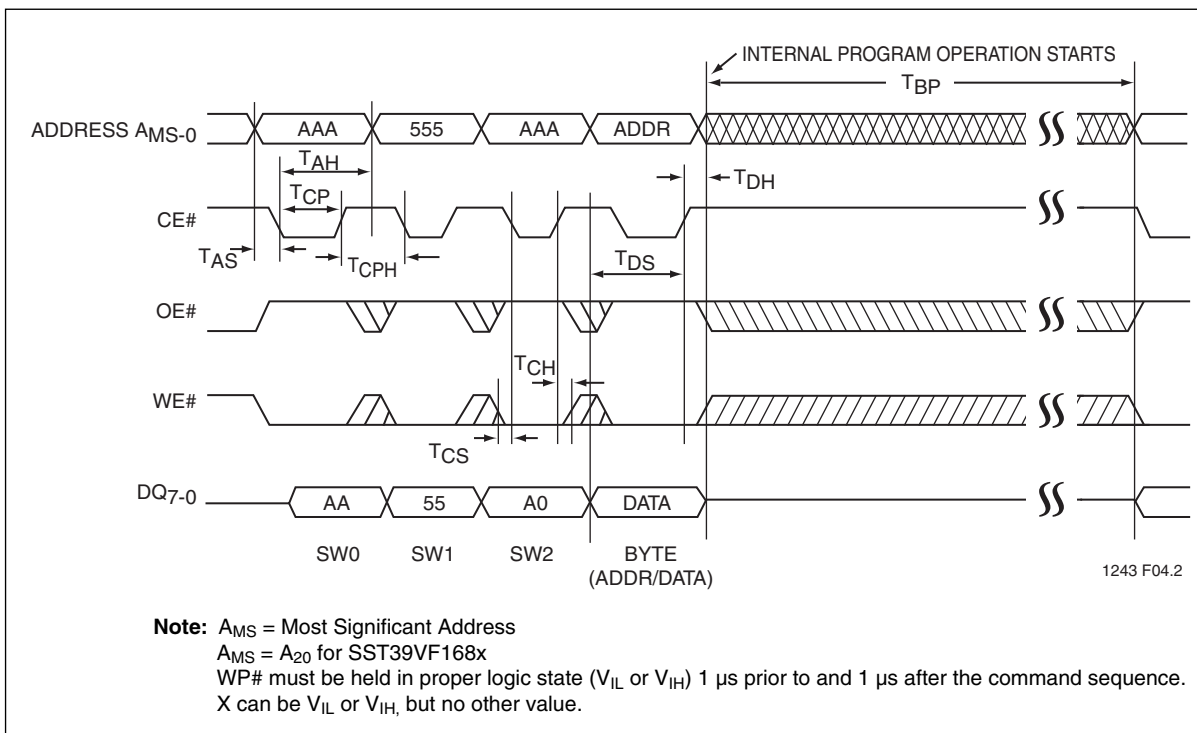 INTERNAL PROGRAM OPERATION STARTS
TBP
ADDRESS AMS-0
AAA
555
AAA
ADDR
TAH
TDH
TCP
CE#
TAS
TCPH
TDS
OE#
TCH
WE#
TCS
DQ7-0
AA
55
A0
DATA
SW0
SW1
SW2
BYTE
(ADDR/DATA)
1243 F04.2
Note: AMS = Most Significant Address
AMS = A20 for SST39VF168x
WP# must be held in proper logic state (VIL or VIH) 1 µs prior to and 1 µs after the command sequence.
X can be VIL or VIH, but no other value.